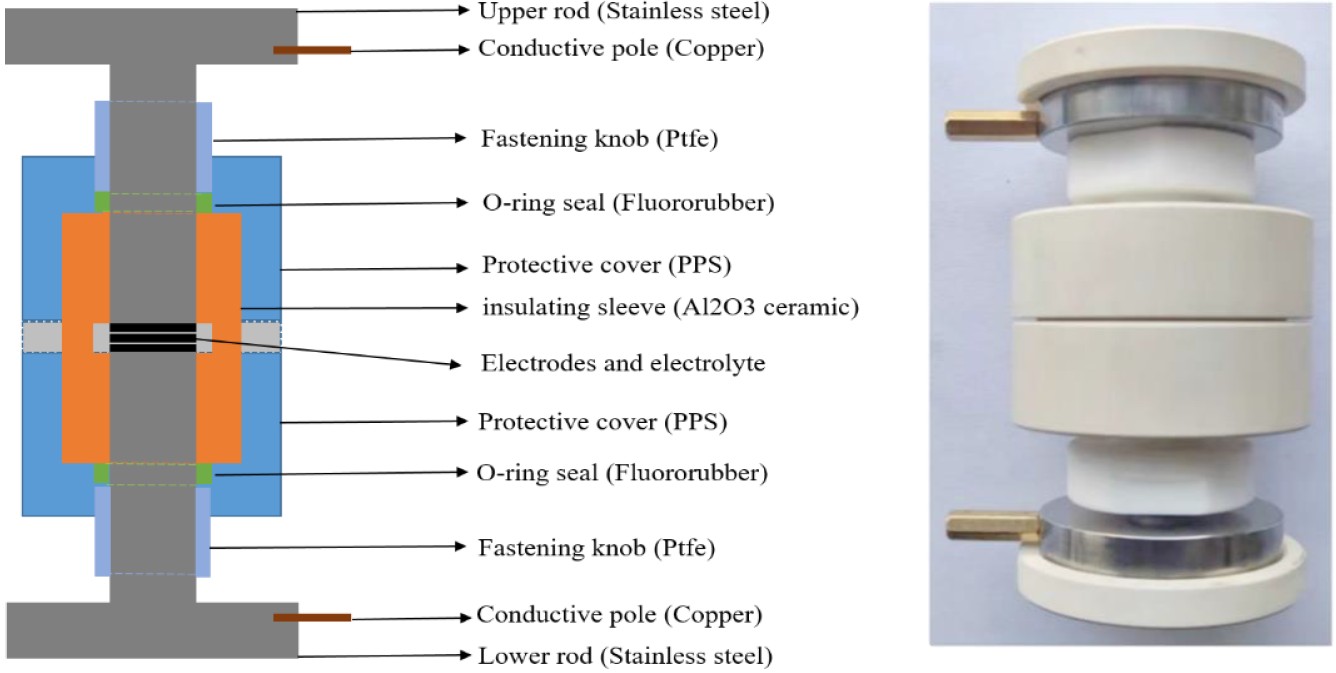 Upper rod (Stainless steel)
Conductive pole (Copper)
Fastening knob (Ptfe)
O-ring seal (Fluororubber)
Protective cover (PPS)
insulating sleeve (Al2O3 ceramic)
Electrodes and electrolyte
Protective cover (PPS)
O-ring seal (Fluororubber)
Fastening knob (Ptfe)
Conductive pole (Copper)
Lower rod (Stainless steel)